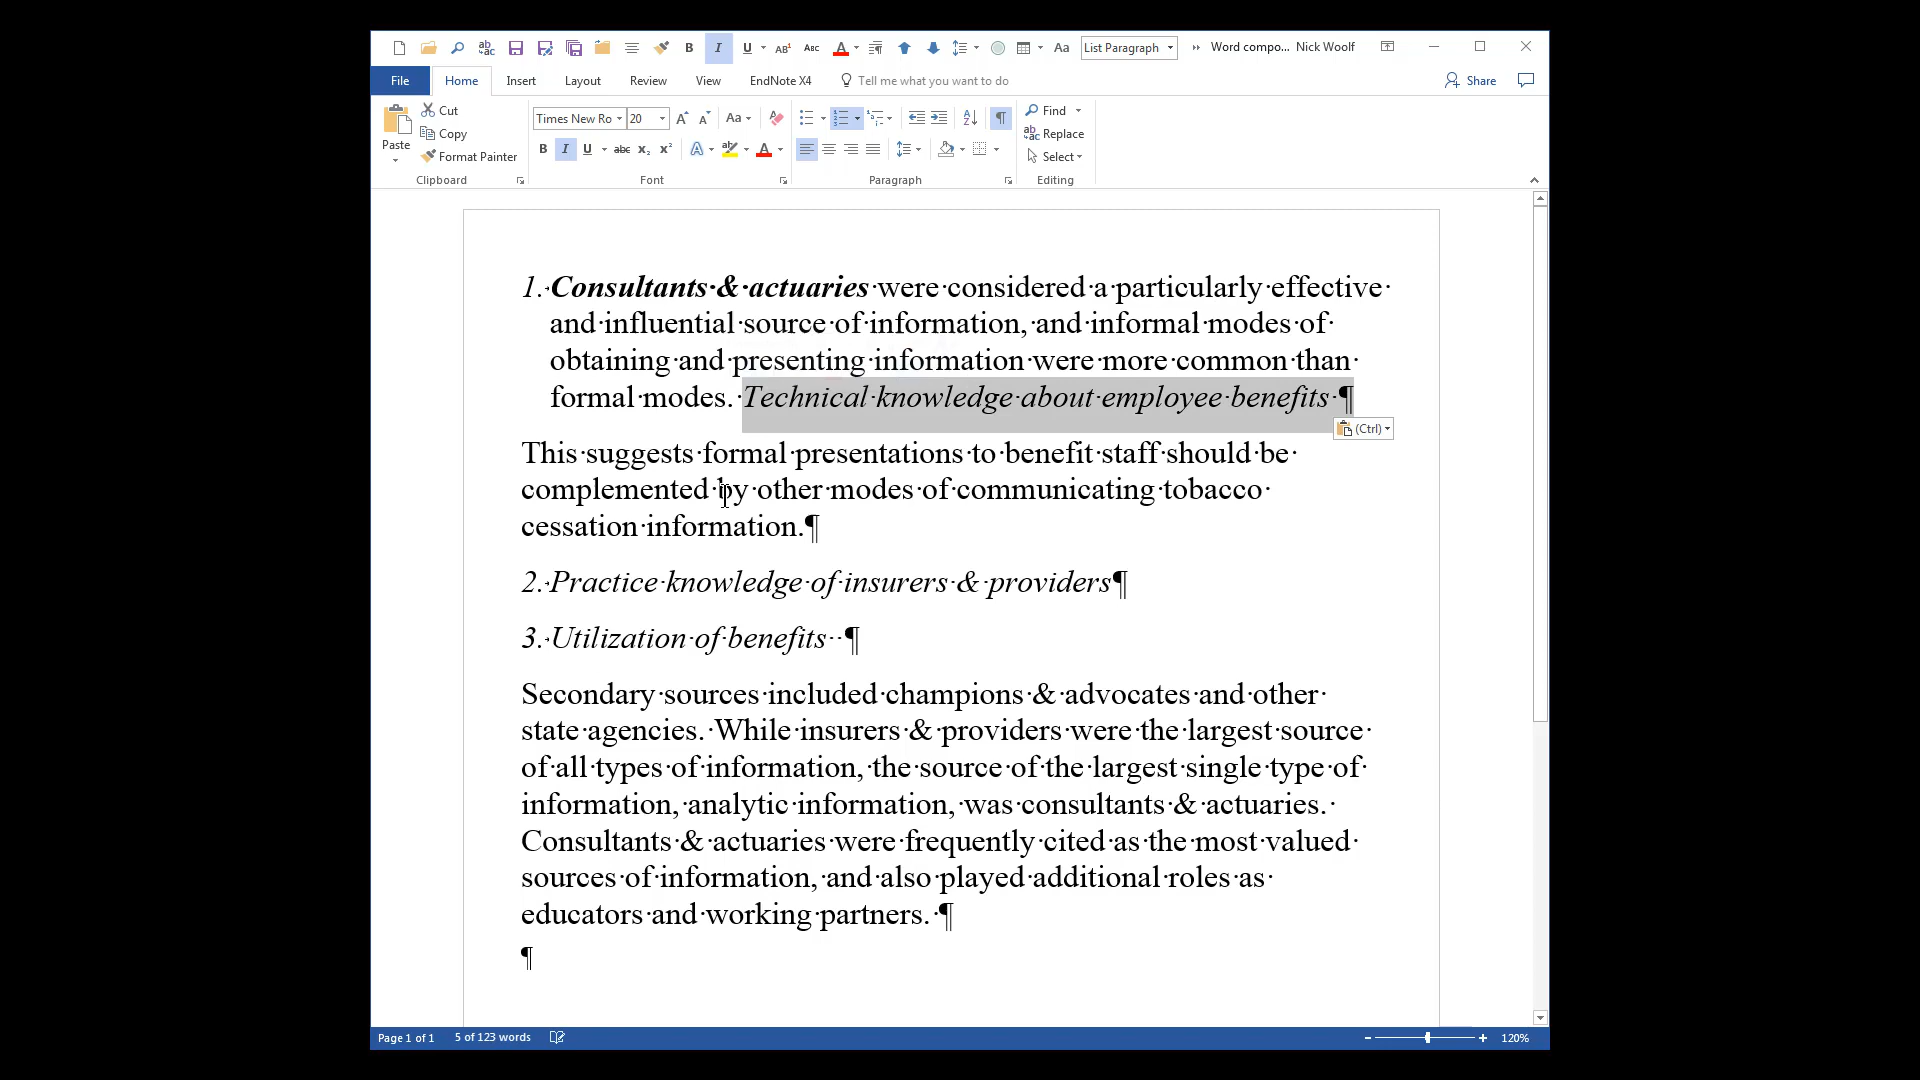 List Paragraph
Word compo...
Nick Woolf
File
Home
Insert
Layout
Review
View
EndNote X4
Tell me what you want to do
Share
Paste
Cut
Copy
Format Painter
Clipboard
Times New Ro
20
Font
Paragraph
Find
Replace
Select
Editing
1. Consultants & actuaries were considered a particularly effective
and influential source of information, and informal modes of
obtaining and presenting information were more common than
formal modes. Technical knowledge about employee benefits ¶
(Ctrl)
This suggests formal presentations to benefit staff should be
complemented by other modes of communicating tobacco
cessation information.¶
2. Practice knowledge of insurers & providers¶
3. Utilization of benefits ¶
Secondary sources included champions & advocates and other
state agencies. While insurers & providers were the largest source
of all types of information, the source of the largest single type of
information, analytic information, was consultants & actuaries.
Consultants & actuaries were frequently cited as the most valued
sources of information, and also played additional roles as
educators and working partners. ¶
¶
Page 1 of 1
5 of 123 words
120%